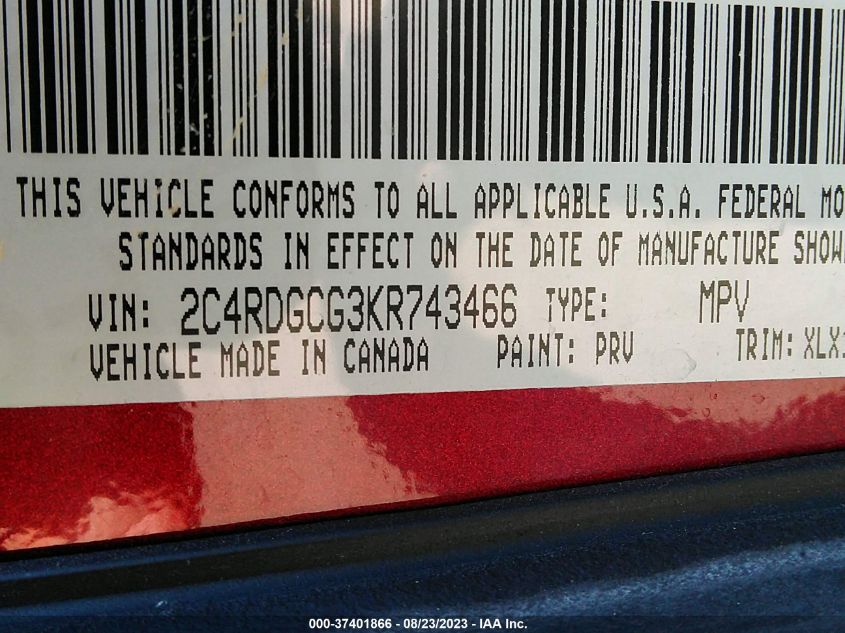 THIS VEHICLE CONFORMS TO ALL APPLICABLE U.S.A. FEDERAL MO
STANDARDS IN EFFECT ON THE DATE OF MANUFACTURE SHOW
VIN: 2C4RDGCG3KR743466 TYPE: MPV
VEHICLE MADE IN CANADA PAINT: PRV TRIM: XLX
000-37401866 - 08/23/2023 - IAA Inc.